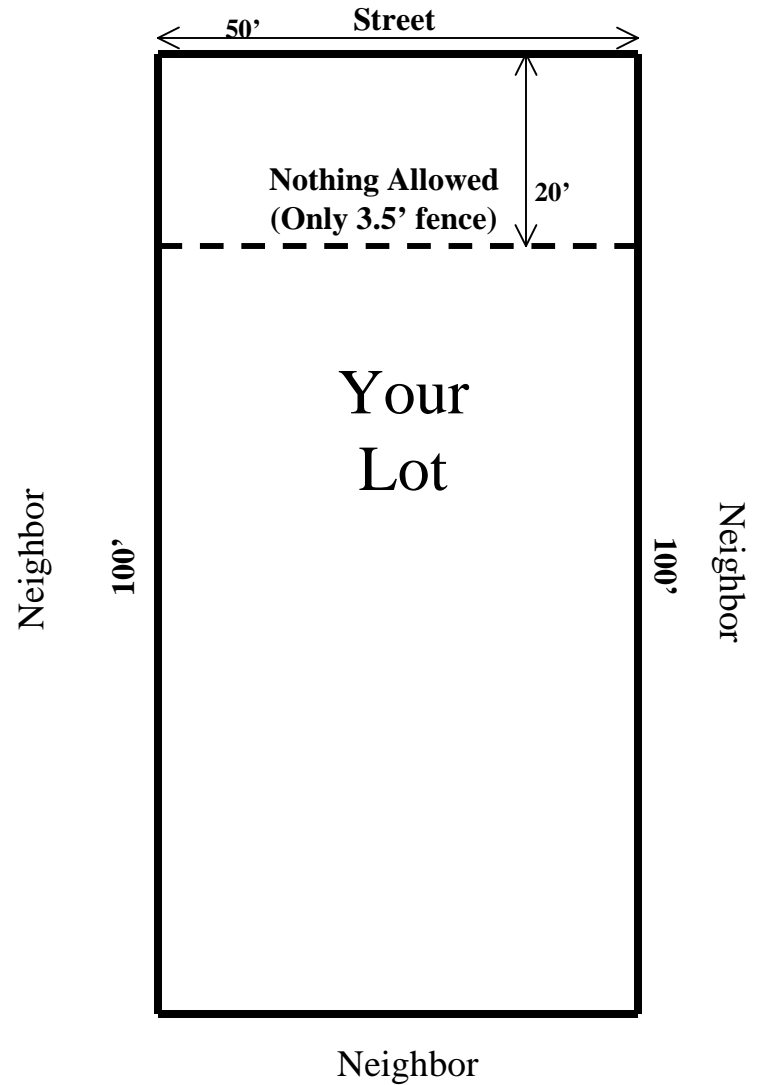 Street
50’
Nothing Allowed
(Only 3.5’ fence)
20’
Your
Lot
Neighbor
100’
100’
Neighbor
Neighbor